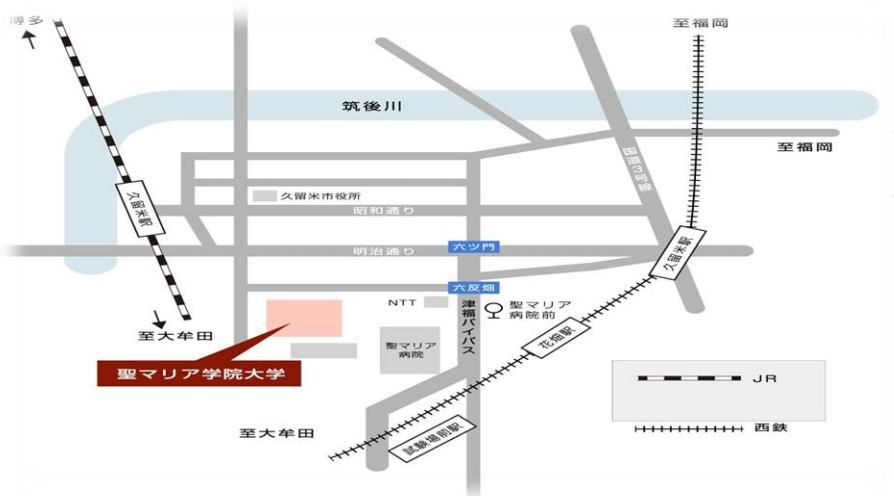 博多
至福岡
筑後川
至福岡
国道3号線
久留米駅
久留米市役所
昭和通り
明治通り
六ツ門
久留米駅
六反畑
NTT
津福バイパス
聖マリア
病院前
至大牟田
聖マリア
病院
花畑駅
聖マリア学院大学
JR
至大牟田
試験場前駅
西鉄